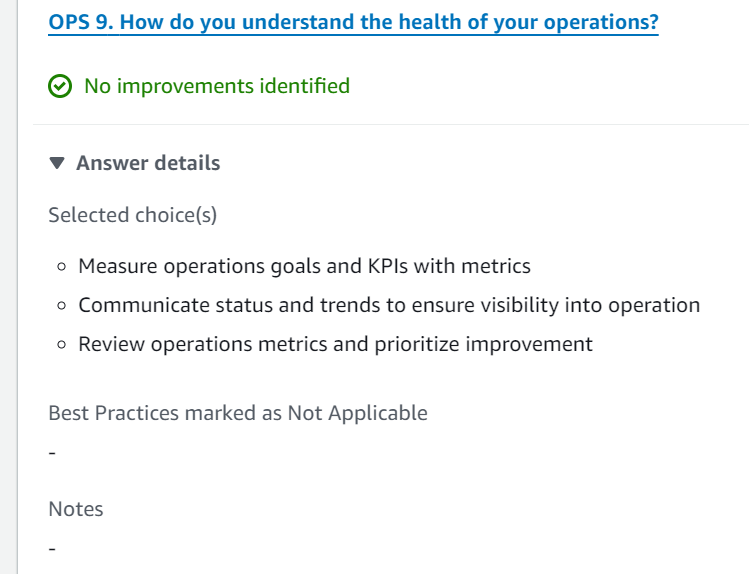 OPS 9. How do you understand the health of your operations?
No improvements identified
Answer details
Selected choice(s)
Measure operations goals and KPIs with metrics
Communicate status and trends to ensure visibility into operation
Review operations metrics and prioritize improvement
Best Practices marked as Not Applicable
-
Notes
-